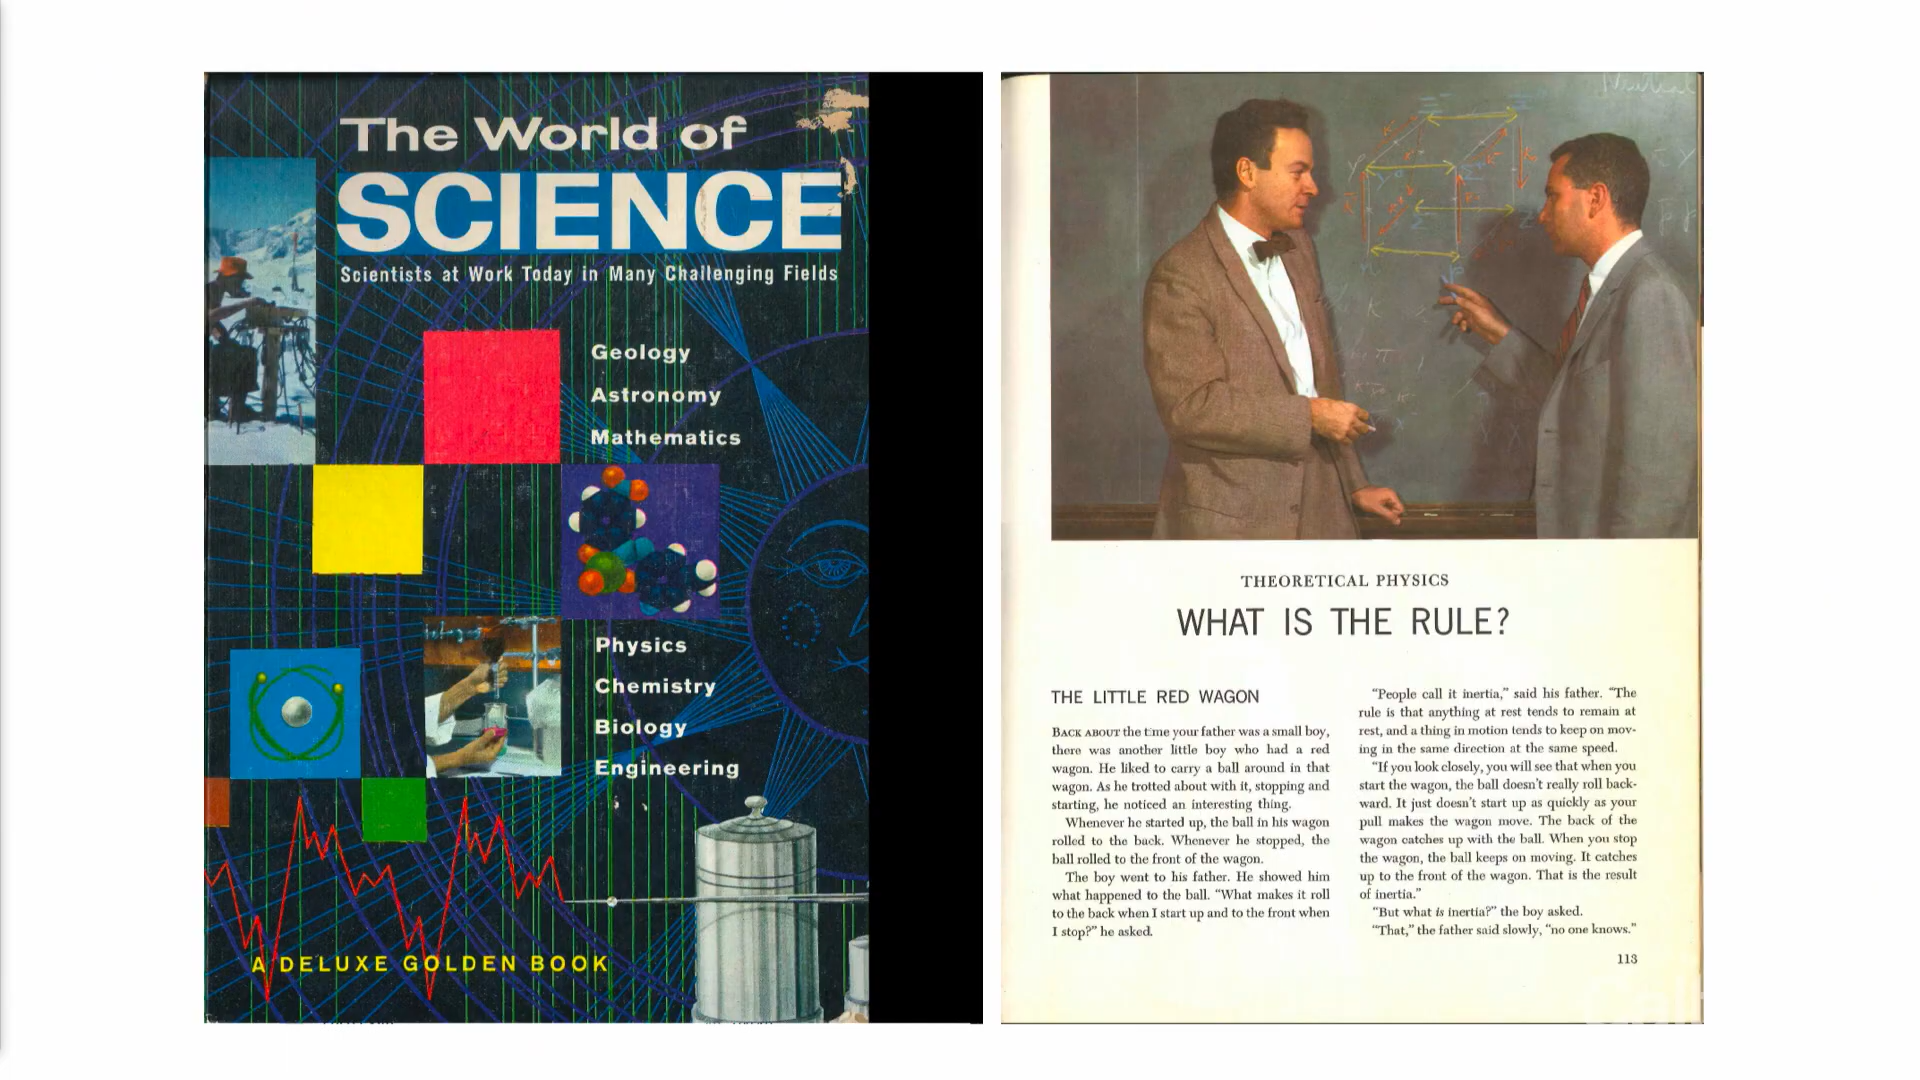 The World of
SCIENCE
Scientists at Work Today in Many Challenging Fields
Geology
Astronomy
Mathematics
Physics
Chemistry
Biology
Engineering
A DELUXE GOLDEN BOOK
THEORETICAL PHYSICS
WHAT IS THE RULE?
THE LITTLE RED WAGON
BACK ABOUT the time your father was a small boy,
there was another little boy who had a red
wagon. He liked to carry a ball around in that
wagon. As he trotted about with it, stopping and
starting, he noticed an interesting thing.
Whenever he started up, the ball in his wagon
rolled to the back. Whenever he stopped, the
ball rolled to the front of the wagon.
The boy went to his father. He showed him
what happened to the ball. “What makes it roll
to the back when I start up and to the front when
I stop?” he asked.
“People call it inertia,” said his father. “The
rule is that anything at rest tends to remain at
rest, and a thing in motion tends to keep on mov-
ing in the same direction at the same speed.
“If you look closely, you will see that when you
start the wagon, the ball doesn’t really roll back-
ward. It just doesn’t start up as quickly as your
pull makes the wagon move. The back of the
wagon catches up with the ball. When you stop
the wagon, the ball keeps on moving. It catches
up to the front of the wagon. That is the result
of inertia.”
“But what is inertia?” the boy asked.
“That,” the father said slowly, “no one knows.”
113